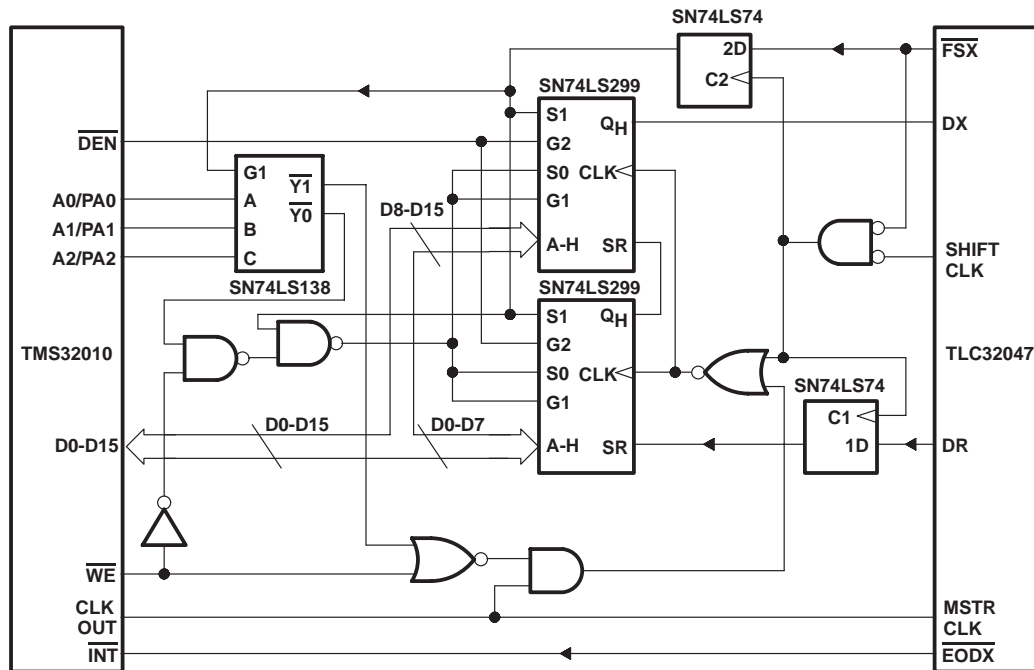 SN74LS74
2D
C2
FSX
SN74LS299
S1
QH
G2
S0
CLK
G1
A-H
SR
DX
DEN
G1
A
B
C
Y1
Y0
SN74LS138
A0/PA0
A1/PA1
A2/PA2
D8-D15
SHIFT
CLK
SN74LS299
S1
QH
G2
S0
CLK
G1
A-H
SR
TMS32010
TLC32047
SN74LS74
C1
1D
DR
D0-D15
D0-D15
D0-D7
WE
CLK
OUT
MSTR
CLK
INT
EODX